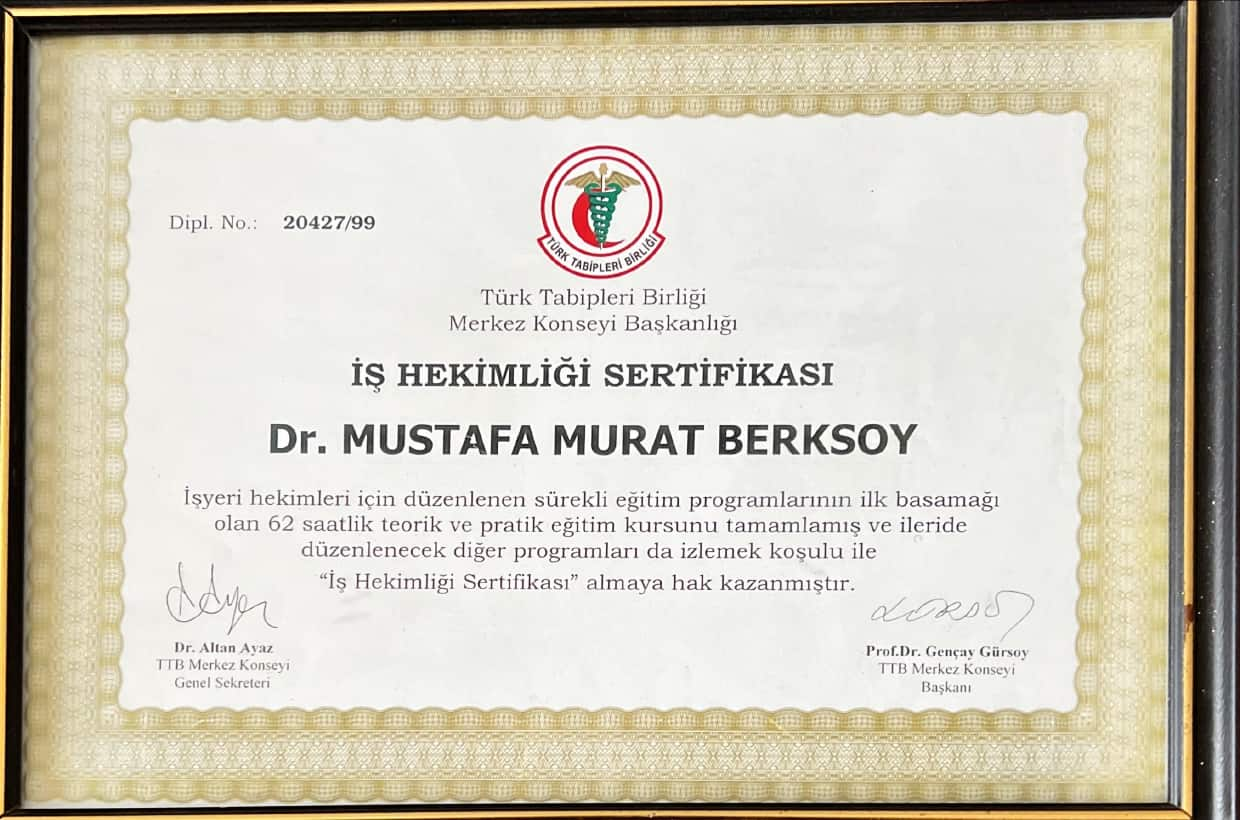 TÜRK TABİPLERİ BİRLİĞİ
Dipl. No.: 20427/99
Türk Tabipleri Birliği
Merkez Konseyi Başkanlığı
İŞ HEKİMLİĞİ SERTİFİKASI
Dr. MUSTAFA MURAT BERKSOY
İşyeri hekimleri için düzenlenen sürekli eğitim programlarının ilk basamağı
olan 62 saatlik teorik ve pratik eğitim kursunu tamamlamış ve ileride
düzenlenecek diğer programları da izlemek koşulu ile
“İş Hekimliği Sertifikası” almaya hak kazanmıştır.
Dr. Altan Ayaz
TTB Merkez Konseyi
Genel Sekreteri
Prof.Dr. Gençay Gürsoy
TTB Merkez Konseyi
Başkanı